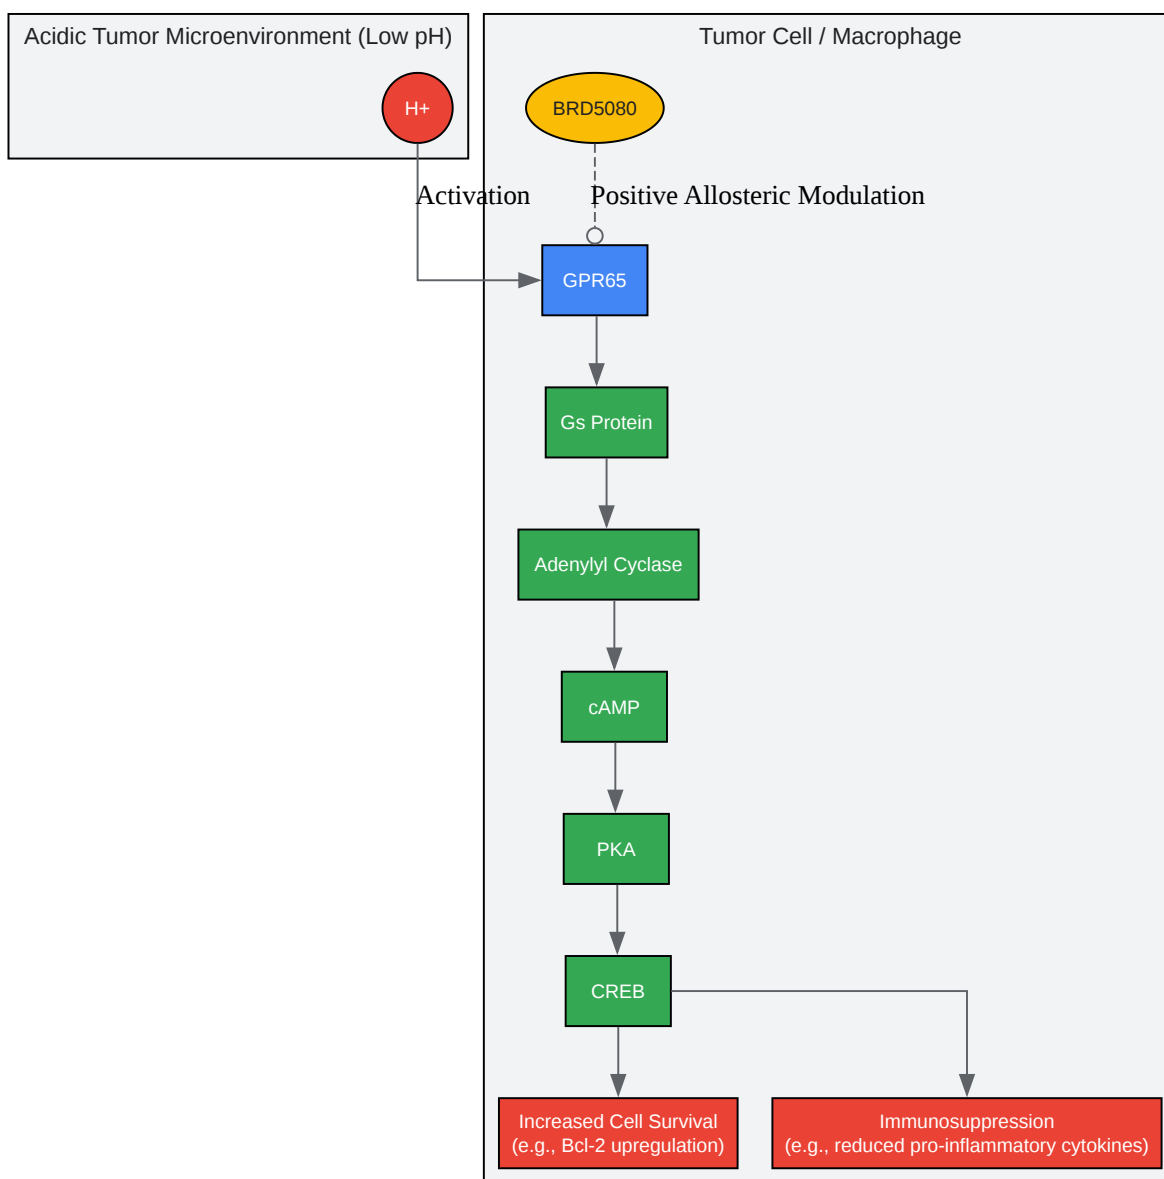 Acidic Tumor Microenvironment (Low pH)
Tumor Cell / Macrophage
H+
BRD5080
Activation
Positive Allosteric Modulation
GPR65
Gs Protein
Adenylyl Cyclase
cAMP
PKA
CREB
Increased Cell Survival
(e.g., Bcl-2 upregulation)
Immunosuppression
(e.g., reduced pro-inflammatory cytokines)